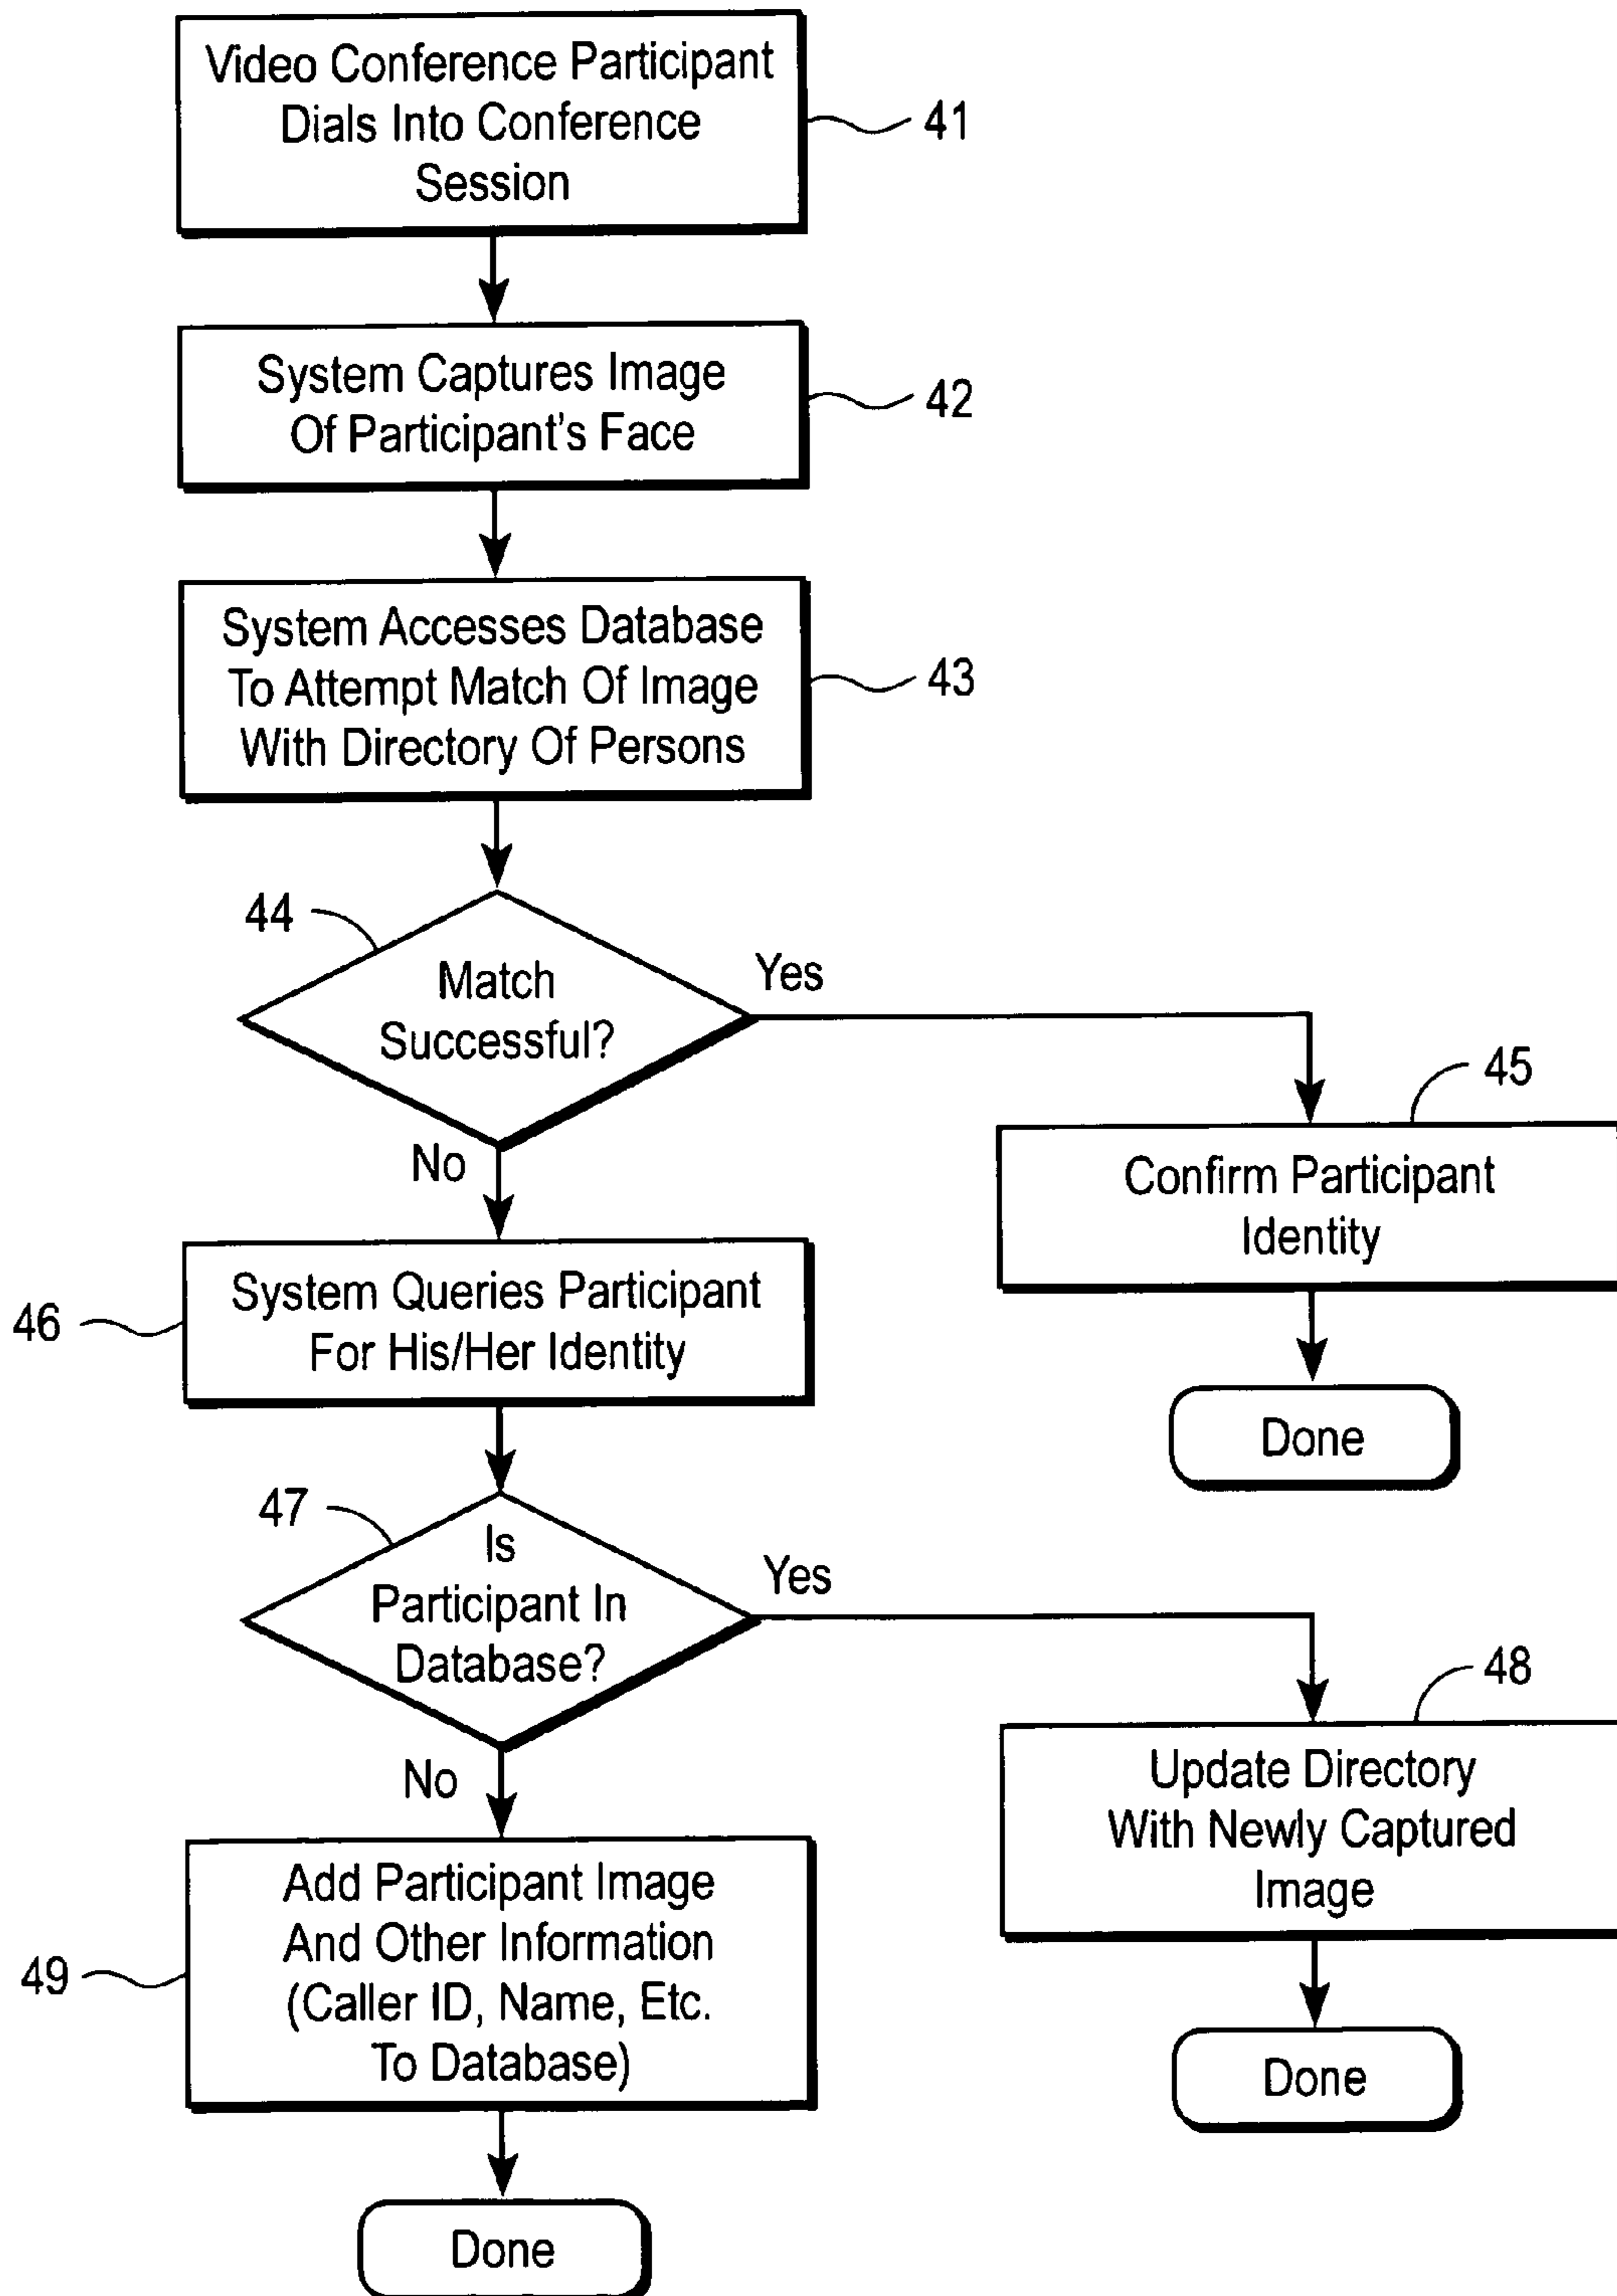 Video Conference Participant
Dials Into Conference
Session
41
System Captures Image
Of Participant's Face
42
System Accesses Database
To Attempt Match Of Image
With Directory Of Persons
43
44
Match
Successful?
Yes
No
45
Confirm Participant
Identity
Done
46
System Queries Participant
For His/Her Identity
47
Is
Participant In
Database?
Yes
No
48
Update Directory
With Newly Captured
Image
Done
49
Add Participant Image
And Other Information
(Caller ID, Name, Etc.
To Database)
Done